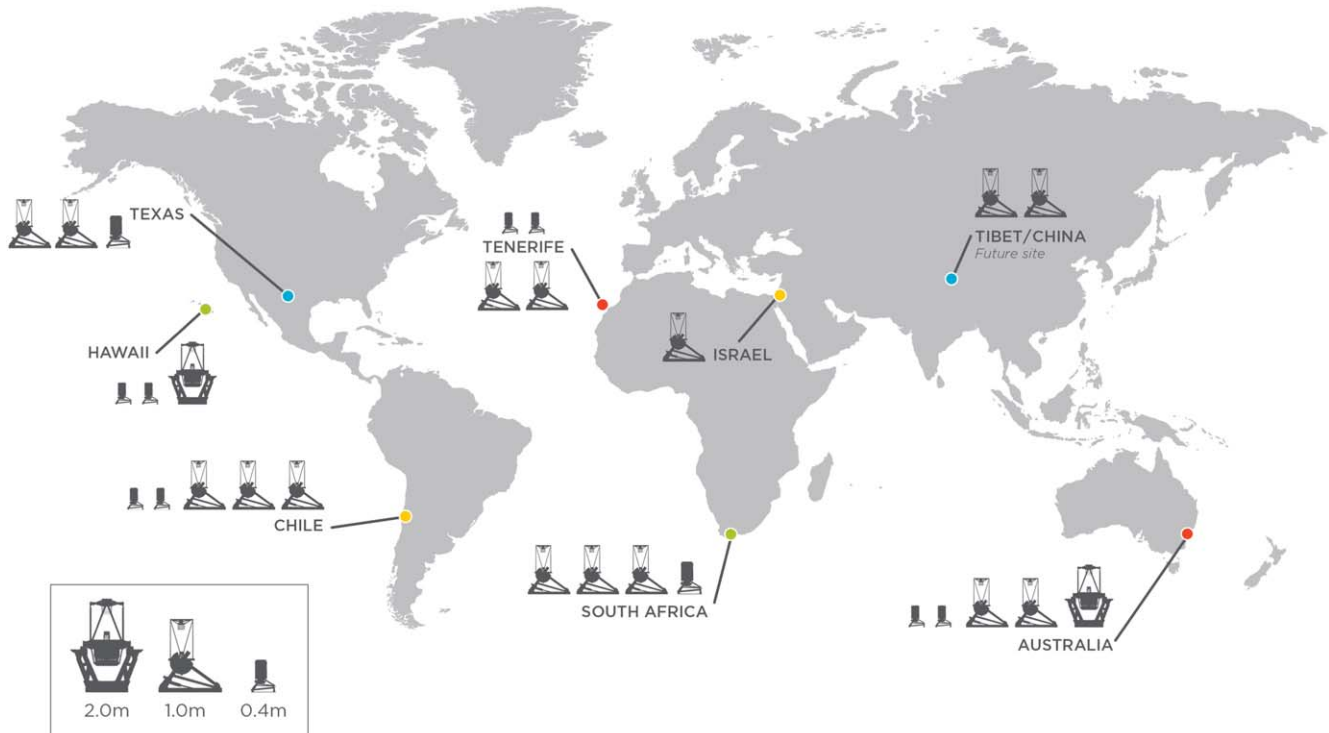 TEXAS
TENERIFE
TIBET/CHINA
Future site
HAWAII
ISRAEL
CHILE
SOUTH AFRICA
AUSTRALIA
2.0m 1.0m 0.4m